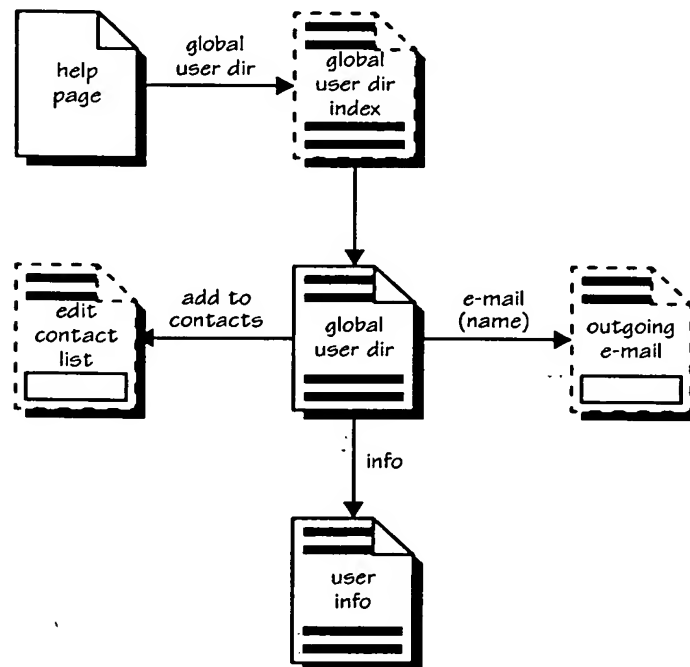 help
page
global
user dir
global
user dir
index
edit
contact
list
add to
contacts
global
user dir
e-mail
(name)
outgoing
e-mail
info
user
info